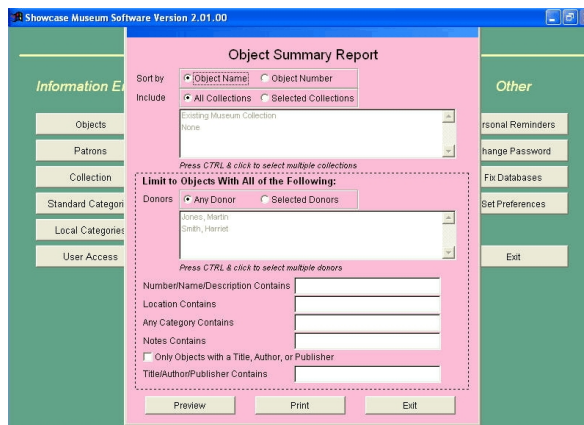 Showcase Museum Software Version 2.01.00
Object Summary Report
Sort by Object Name Object Number
Include All Collections Selected Collections
Existing Museum Collection
None
Press CTRL & click to select multiple collections
Limit to Objects With All of the Following:
Donors Any Donor Selected Donors
Jones, Martin
Smith, Harriet
Press CTRL & click to select multiple donors
Number/Name/Description Contains
Location Contains
Any Category Contains
Notes Contains
Only Objects with a Title, Author, or Publisher
Title/Author/Publisher Contains
Preview Print Exit
Information E
Objects
Patrons
Collection
Standard Categori
Local Categories
User Access
Other
rsonal Reminders
hange Password
Fix Databases
Set Preferences
Exit